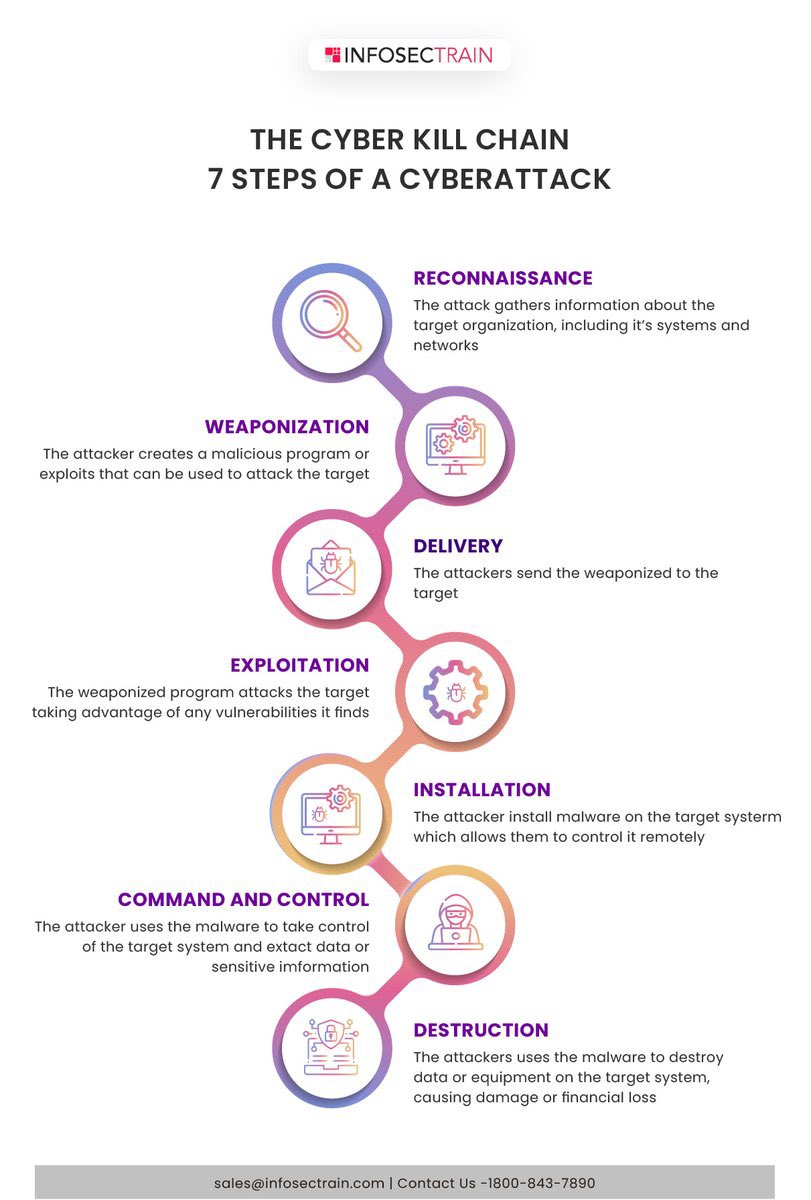 INFOSECTRAIN
THE CYBER KILL CHAIN
7 STEPS OF A CYBERATTACK
RECONNAISSANCE
The attack gathers information about the
target organization, including it’s systems and
networks
WEAPONIZATION
The attacker creates a malicious program or
exploits that can be used to attack the target
DELIVERY
The attackers send the weaponized to the
target
EXPLOITATION
The weaponized program attacks the target
taking advantage of any vulnerabilities it finds
INSTALLATION
The attacker install malware on the target systerm
which allows them to control it remotely
COMMAND AND CONTROL
The attacker uses the malware to take control
of the target system and extact data or
sensitive imformation
DESTRUCTION
The attackers uses the malware to destroy
data or equipment on the target system,
causing damage or financial loss
sales@infosectrain.com | Contact Us -1800-843-7890